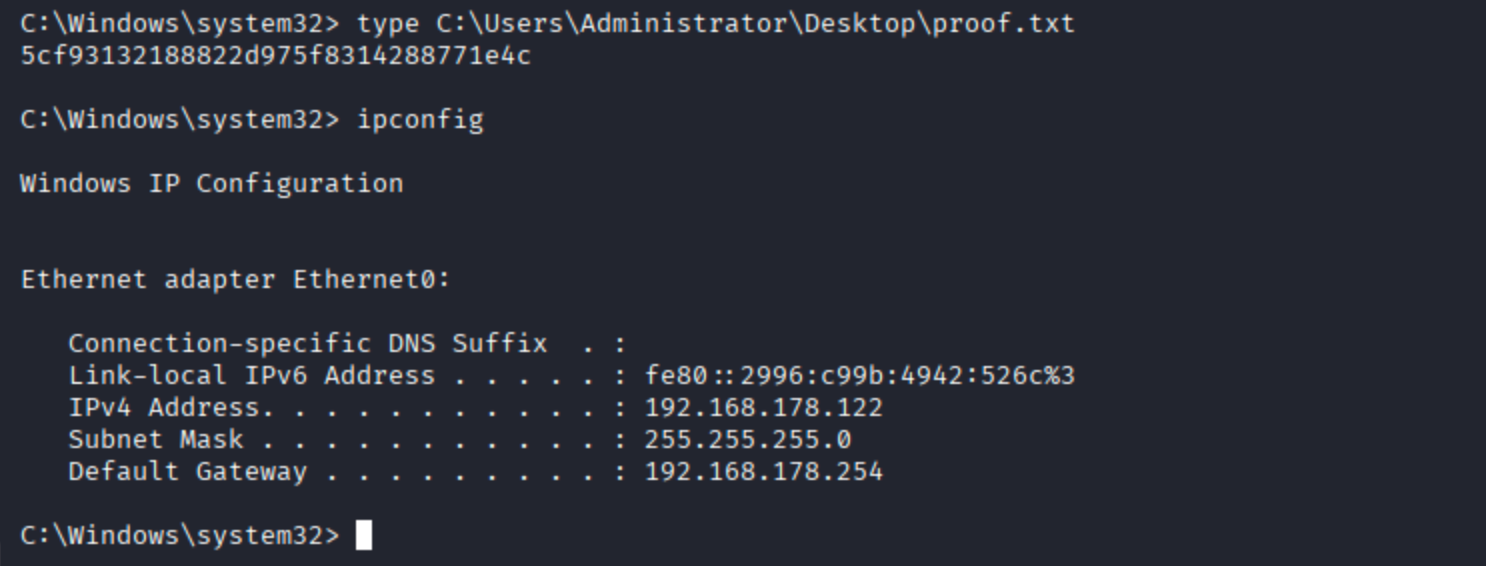 C:\Windows\system32> type C:\Users\Administrator\Desktop\proof.txt
5cf93132188822d975f8314288771e4c
C:\Windows\system32> ipconfig
Windows IP Configuration
Ethernet adapter Ethernet0:
Connection-specific DNS Suffix  . :
Link-local IPv6 Address . . . . . : fe80::2996:c99b:4942:526c%3
IPv4 Address. . . . . . . . . . . : 192.168.178.122
Subnet Mask . . . . . . . . . . . : 255.255.255.0
Default Gateway . . . . . . . . . : 192.168.178.254
C:\Windows\system32>